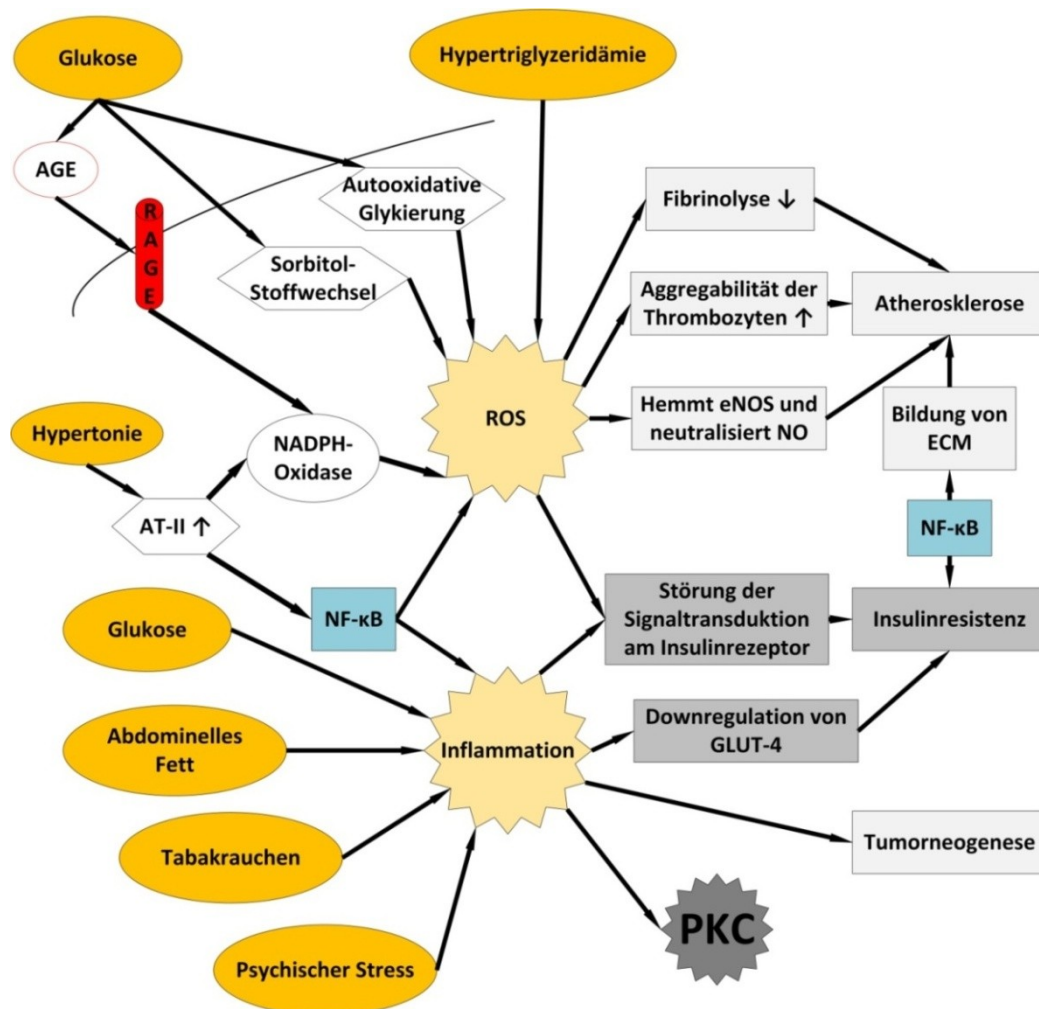 Glukose
Hypertriglyzeridämie
AGE
RAGE
Autooxidative
Glykierung
Sorbitol-
Stoffwechsel
Fibrinolyse ↓
Aggregabilität der
Thrombozyten ↑
Atherosklerose
ROS
Hemmt eNOS und
neutralisiert NO
Bildung von
ECM
Hypertonie
NADPH-
Oxidase
AT-II ↑
NF-κB
NF-κB
Glukose
Störung der
Signaltransduktion
am Insulinrezeptor
Insulinresistenz
Abdominelles
Fett
Inflammation
Downregulation von
GLUT-4
Tabakrauchen
Tumorneogenese
PKC
Psychischer Stress